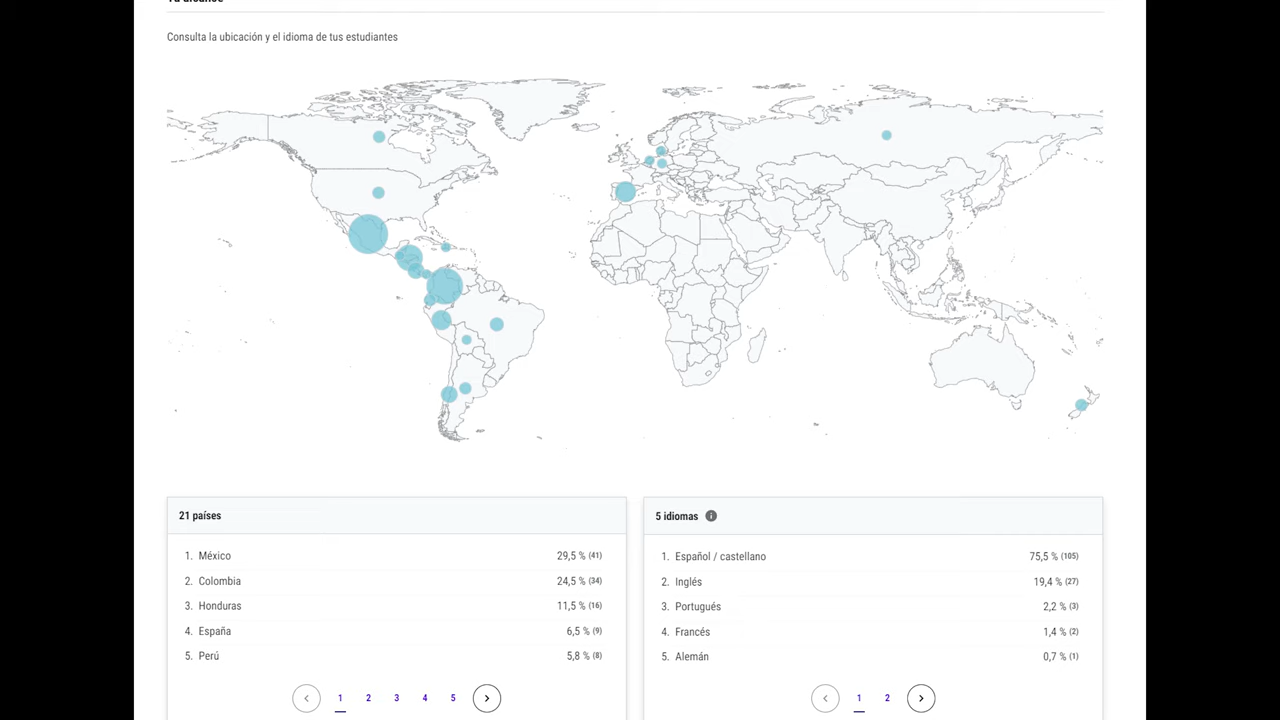 Tu alcance
Consulta la ubicación y el idioma de tus estudiantes
21 países
1. México 29,5 % (41)
2. Colombia 24,5 % (34)
3. Honduras 11,5 % (16)
4. España 6,5 % (9)
5. Perú 5,8 % (8)
1 2 3 4 5
5 idiomas
1. Español / castellano 75,5 % (105)
2. Inglés 19,4 % (27)
3. Portugués 2,2 % (3)
4. Francés 1,4 % (2)
5. Alemán 0,7 % (1)
1 2